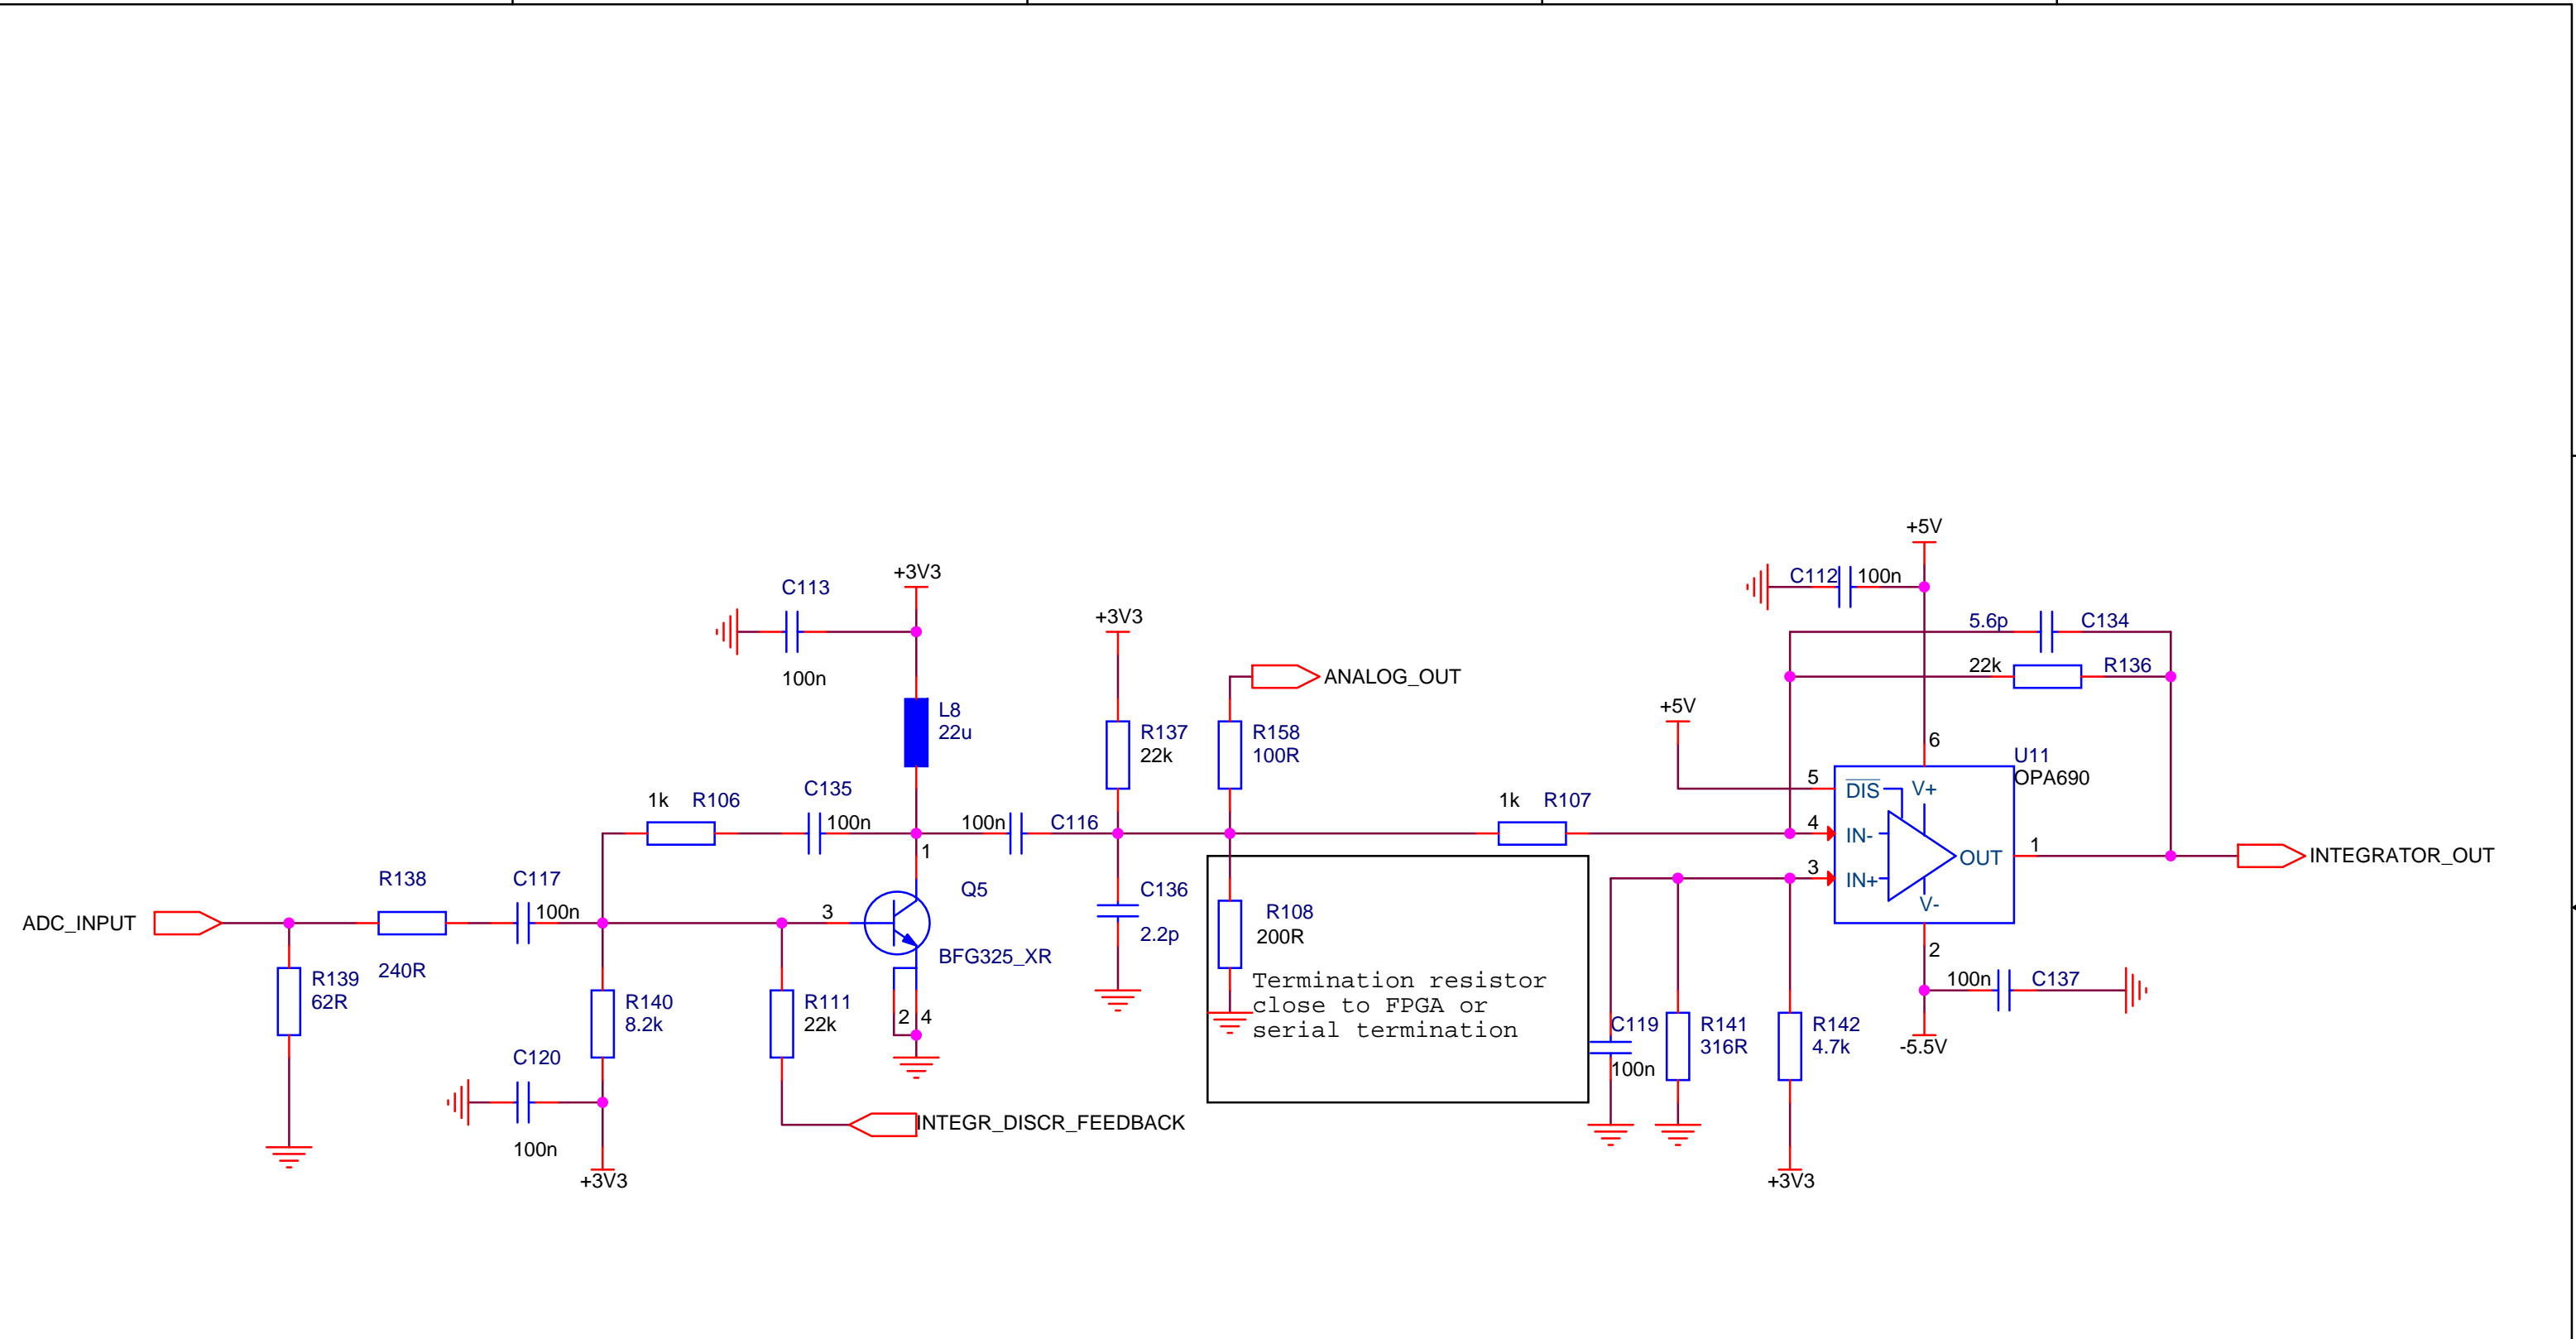 +5V
C112
100n
+3V3
C113
100n
+3V3
5.6p
C134
22k
R136
ANALOG_OUT
+5V
L8
22u
R137
22k
R158
100R
6
U11
OPA690
5
DIS
V+
1k
R106
C135
100n
100n
C116
1k
R107
4
IN-
1
OUT
1
INTEGRATOR_OUT
3
IN+
V-
R138
C117
100n
3
Q5
C136
2.2p
R108
200R
ADC_INPUT
240R
BFG325_XR
2
R139
62R
Termination resistor
close to FPGA or
serial termination
100n
C137
R140
8.2k
R111
22k
2
4
C119
100n
R141
316R
R142
4.7k
-5.5V
C120
100n
INTEGR_DISCR_FEEDBACK
+3V3
+3V3